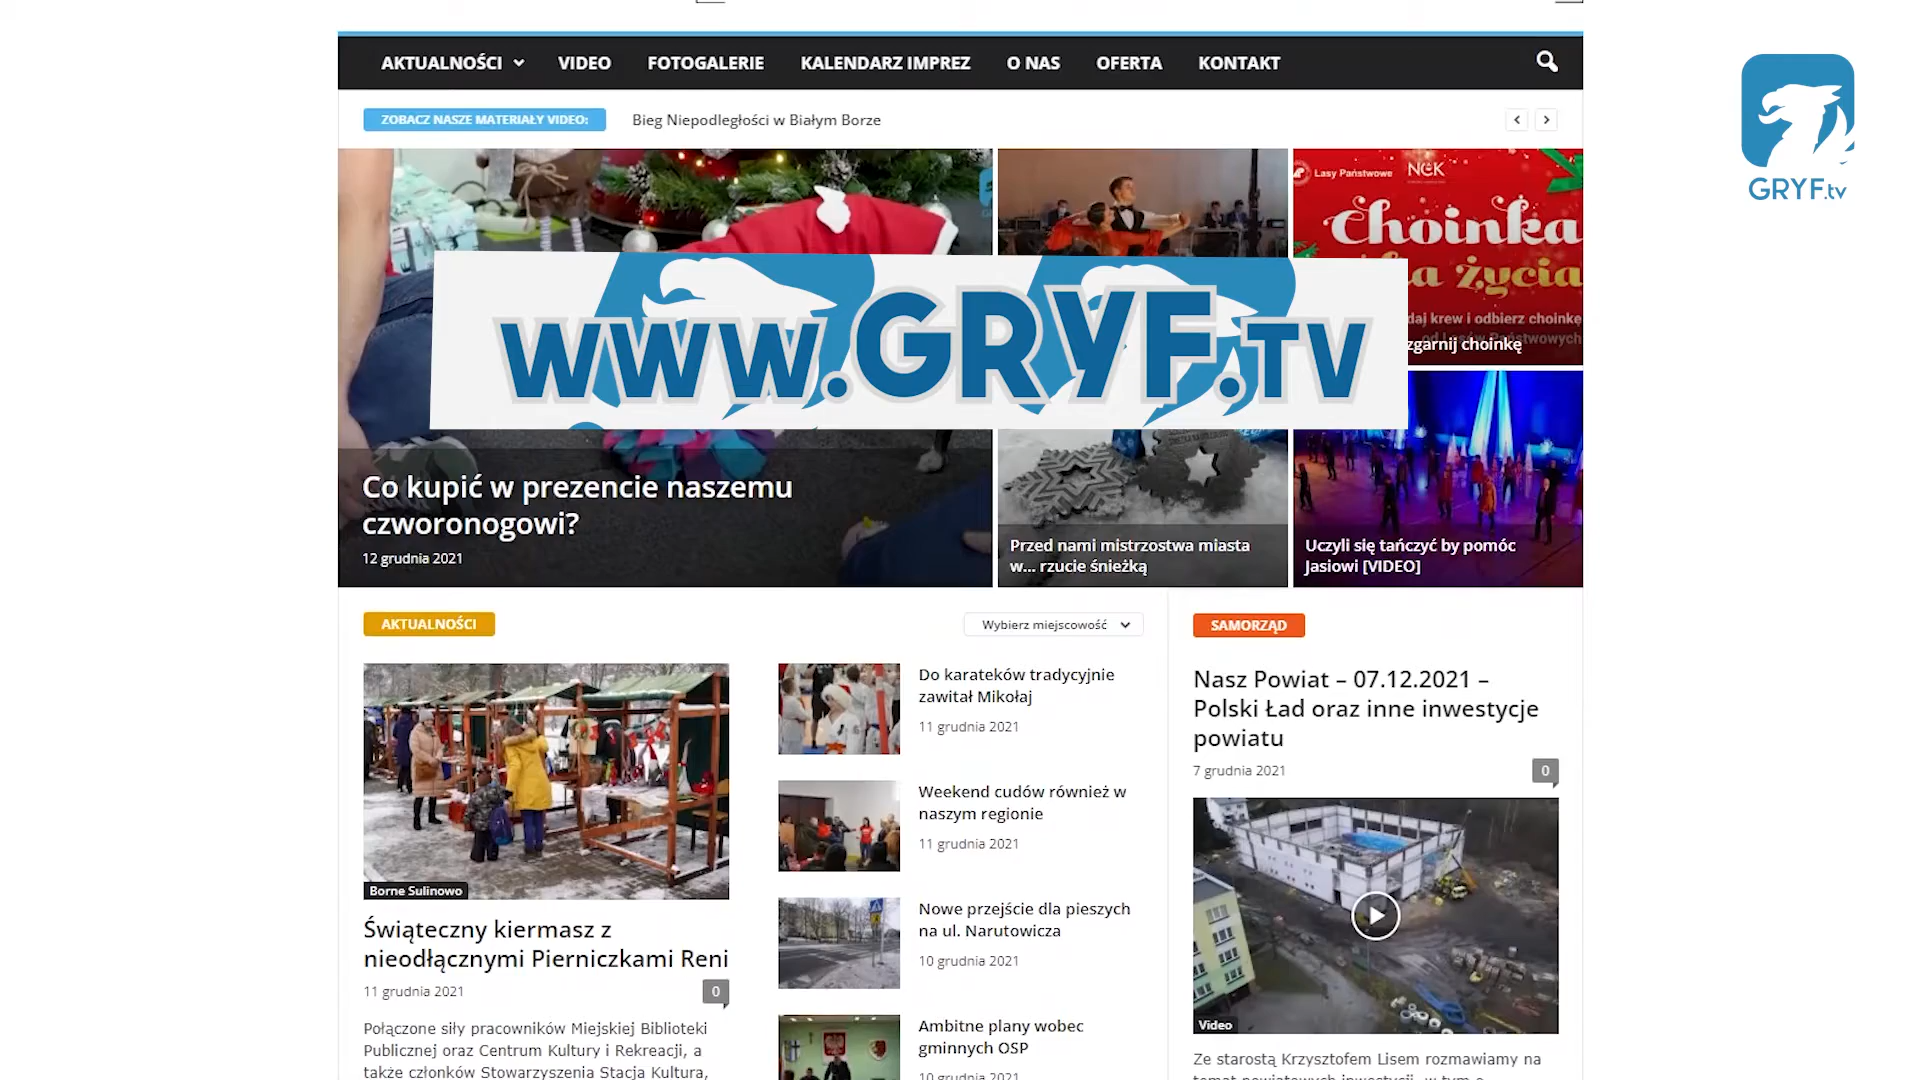 AKTUALNOŚCI VIDEO FOTOGALERIE KALENDARZ IMPREZ O NAS OFERTA KONTAKT
ZOBACZ NASZE MATERIAŁY VIDEO: Bieg Niepodległości w Białym Borze
GRYF.tv
Lasy Państwowe
Choinka
życia
krew i odbierz choinkę
zgarnij choinkę
www.GRYF.tv
Co kupić w prezencie naszemu
czworonogowi?
12 grudnia 2021
Przed nami mistrzostwa miasta
w... rzucie śnieżką
Uczyli się tańczyć by pomóc
Jasiowi [VIDEO]
AKTUALNOŚCI
Wybierz miejscowość
Borne Sulinowo
Świąteczny kiermasz z
nieodłącznymi Pierniczkami Reni
11 grudnia 2021
0
Połączone siły pracowników Miejskiej Biblioteki
Publicznej oraz Centrum Kultury i Rekreacji, a
także członków Stowarzyszenia Stacja Kultura,
Do karateków tradycyjnie
zawitał Mikołaj
11 grudnia 2021
Weekend cudów również w
naszym regionie
11 grudnia 2021
Nowe przejście dla pieszych
na ul. Narutowicza
10 grudnia 2021
Ambitne plany wobec
gminnych OSP
10 grudnia 2021
SAMORZĄD
Nasz Powiat – 07.12.2021 –
Polski Ład oraz inne inwestycje
powiatu
7 grudnia 2021
0
Video
Ze starostą Krzysztofem Lisem rozmawiamy na
temat powiatowych inwestycji, w tym o